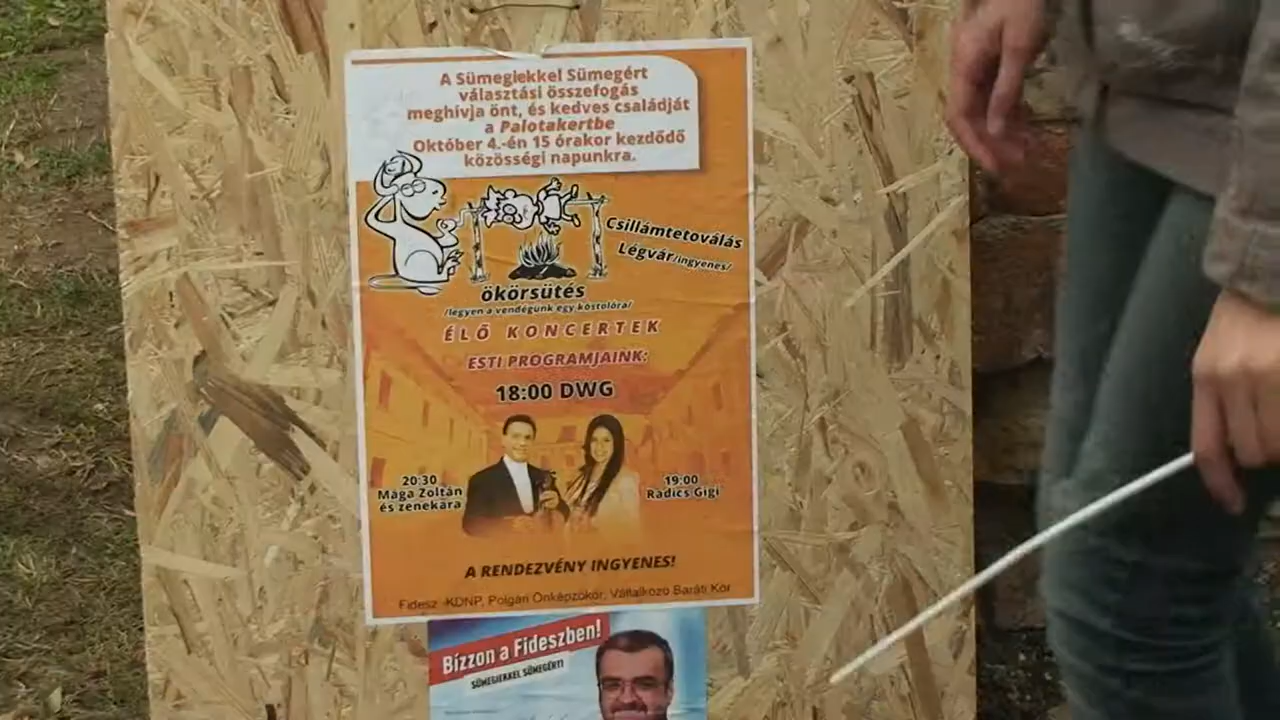 A Sümegiekkel Sümegért
választási összefogás
meghívja önt, és kedves családját
a Palotakertbe
Október 4.-én 15 órakor kezdődő
közösségi napunkra.
Csillámtetoválás
Légvár/ingyenes/
ökörsütés
/legyen a vendégünk egy kóstolóra/
ÉLŐ KONCERTEK
ESTI PROGRAMJAINK:
18:00 DWG
20:30
Mága Zoltán
és zenekara
19:00
Radics Gigi
A RENDEZVÉNY INGYENES!
Fidesz -KDNP, Polgári Önképzőkör, Vállalkozó Baráti Kör
Bízzon a Fideszben!
SÜMEGIEKKEL SÜMEGÉRT!